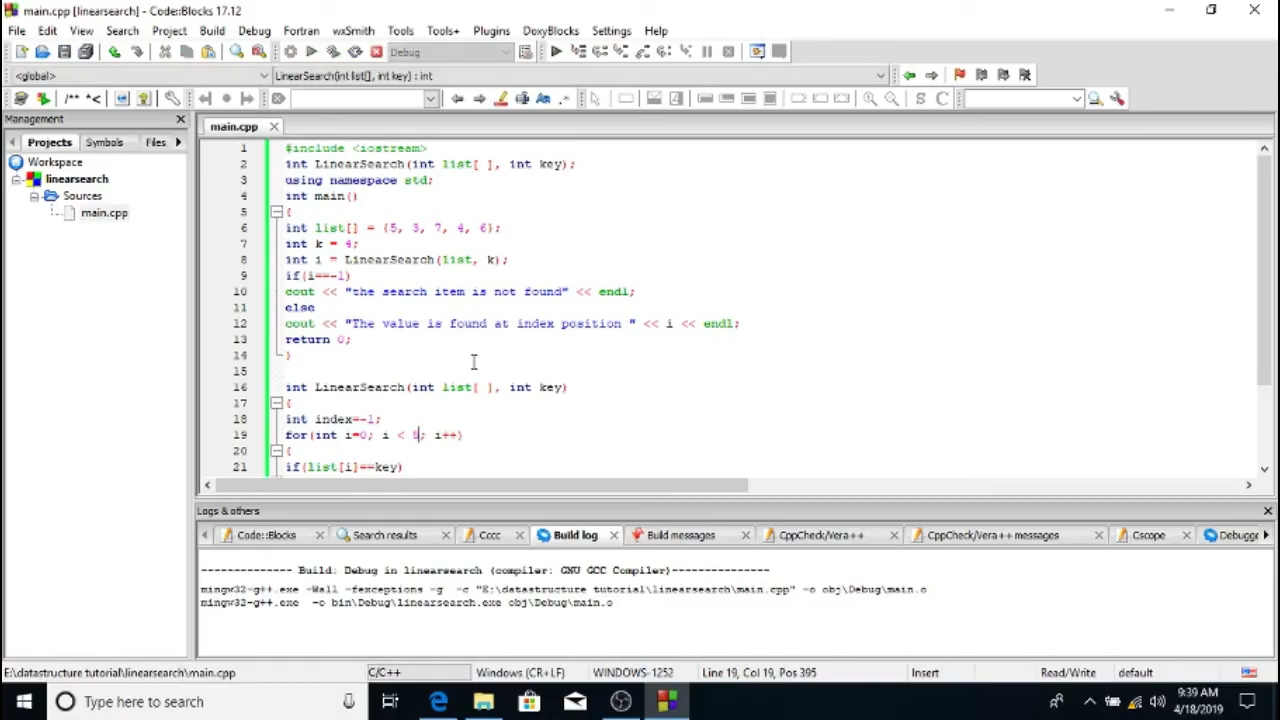 main.cpp [linearsearch] - Code::Blocks 17.12
File Edit View Search Project Build Debug Fortran wxSmith Tools Tools+ Plugins DoxyBlocks Settings Help
Debug
<global> LinearSearch(int list[], int key) : int
/** *< S C
Management
main.cpp
Projects Symbols Files
Workspace
linearsearch
Sources
main.cpp
1 #include <iostream>
2 int LinearSearch(int list[ ], int key);
3 using namespace std;
4 int main()
5 {
6 int list[] = {5, 3, 7, 4, 6};
7 int k = 4;
8 int i = LinearSearch(list, k);
9 if(i==-1)
10 cout << "the search item is not found" << endl;
11 else
12 cout << "The value is found at index position " << i << endl;
13 return 0;
14 }
15
16 int LinearSearch(int list[ ], int key)
17 {
18 int index=-1;
19 for(int i=0; i < 5; i++)
20 {
21 if(list[i]==key)
Logs & others
Code::Blocks Search results Cccc Build log Build messages CppCheck/Vera++ CppCheck/Vera++ messages Cscope Debugge
-------------- Build: Debug in linearsearch (compiler: GNU GCC Compiler)---------------
mingw32-g++.exe -Wall -fexceptions -g -c "E:\datastructure tutorial\linearsearch\main.cpp" -o obj\Debug\main.o
mingw32-g++.exe -o bin\Debug\linearsearch.exe obj\Debug\main.o
E:\datastructure tutorial\linearsearch\main.cpp C/C++ Windows (CR+LF) WINDOWS-1252 Line 19, Col 19, Pos 395 Insert Read/Write default
Type here to search
9:39 AM
4/18/2019